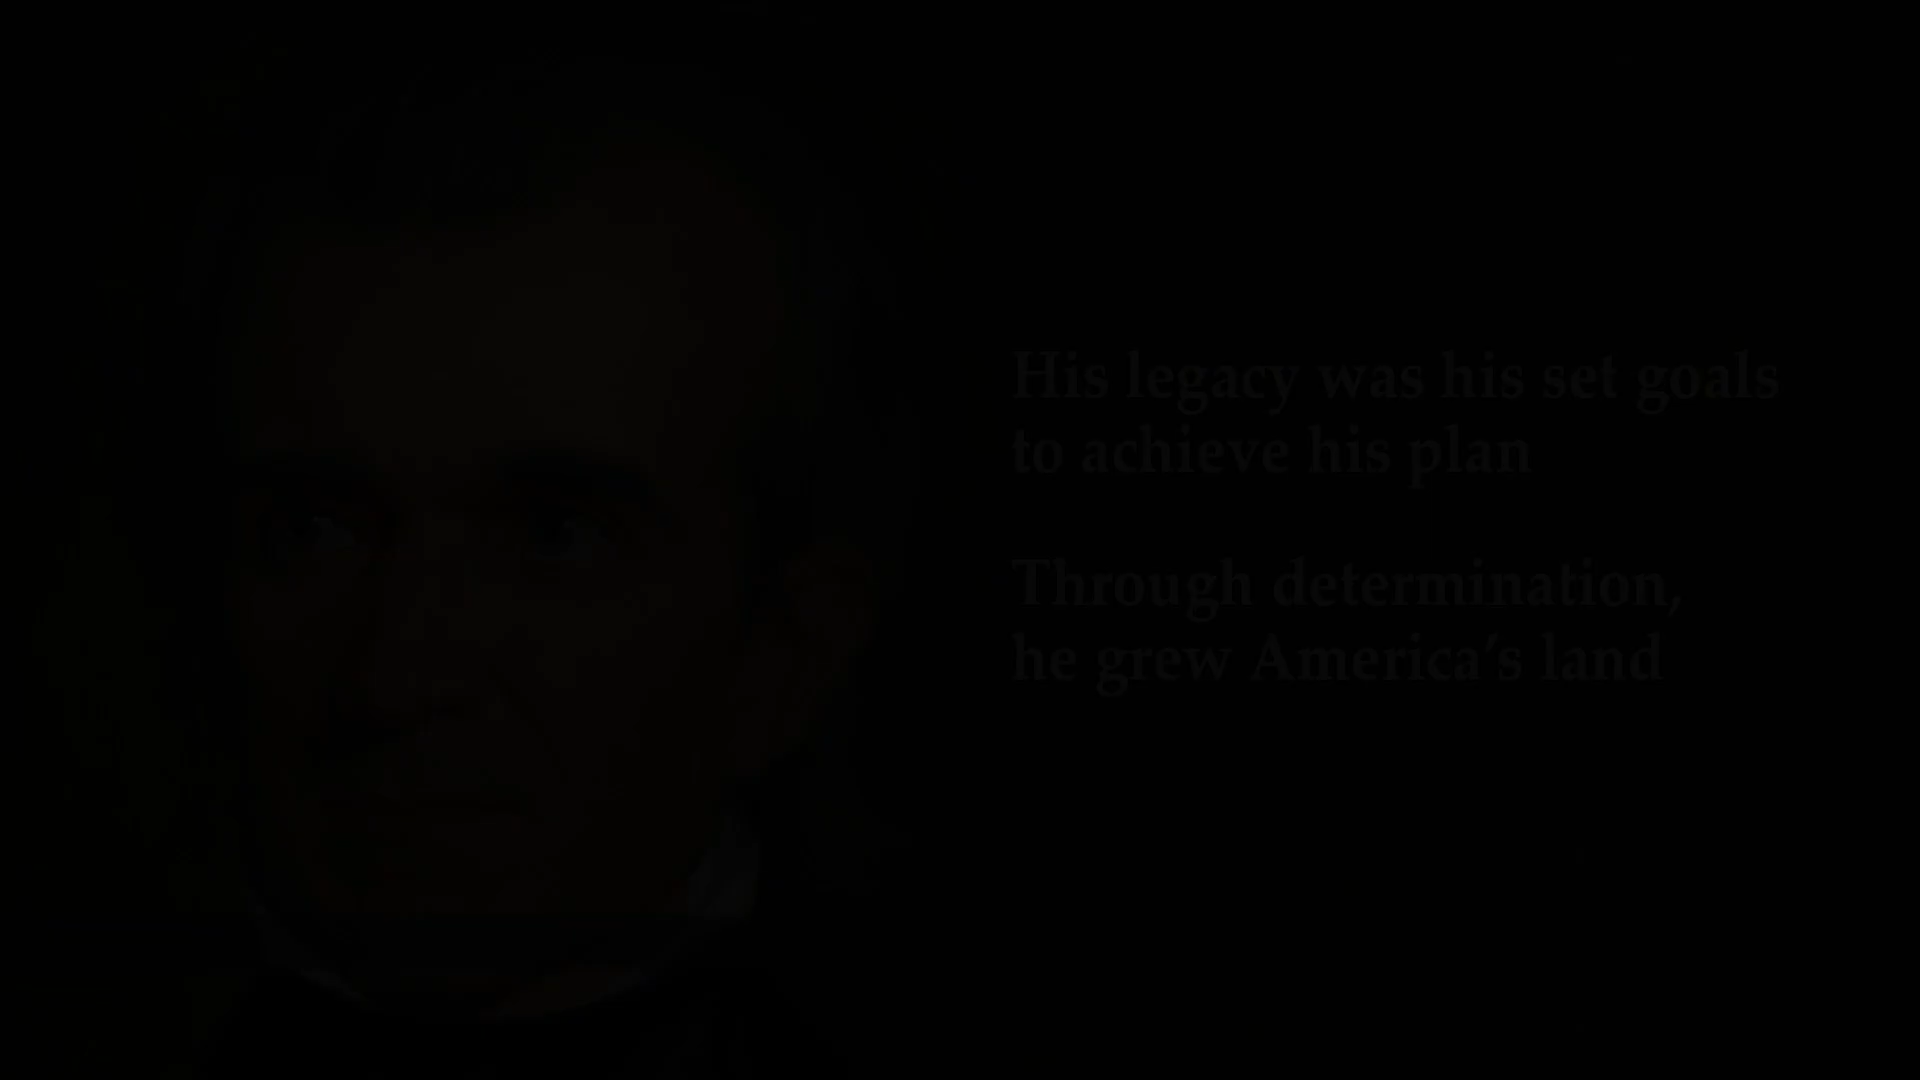 His legacy was his set goals
to achieve his plan
Through determination,
he grew America’s land